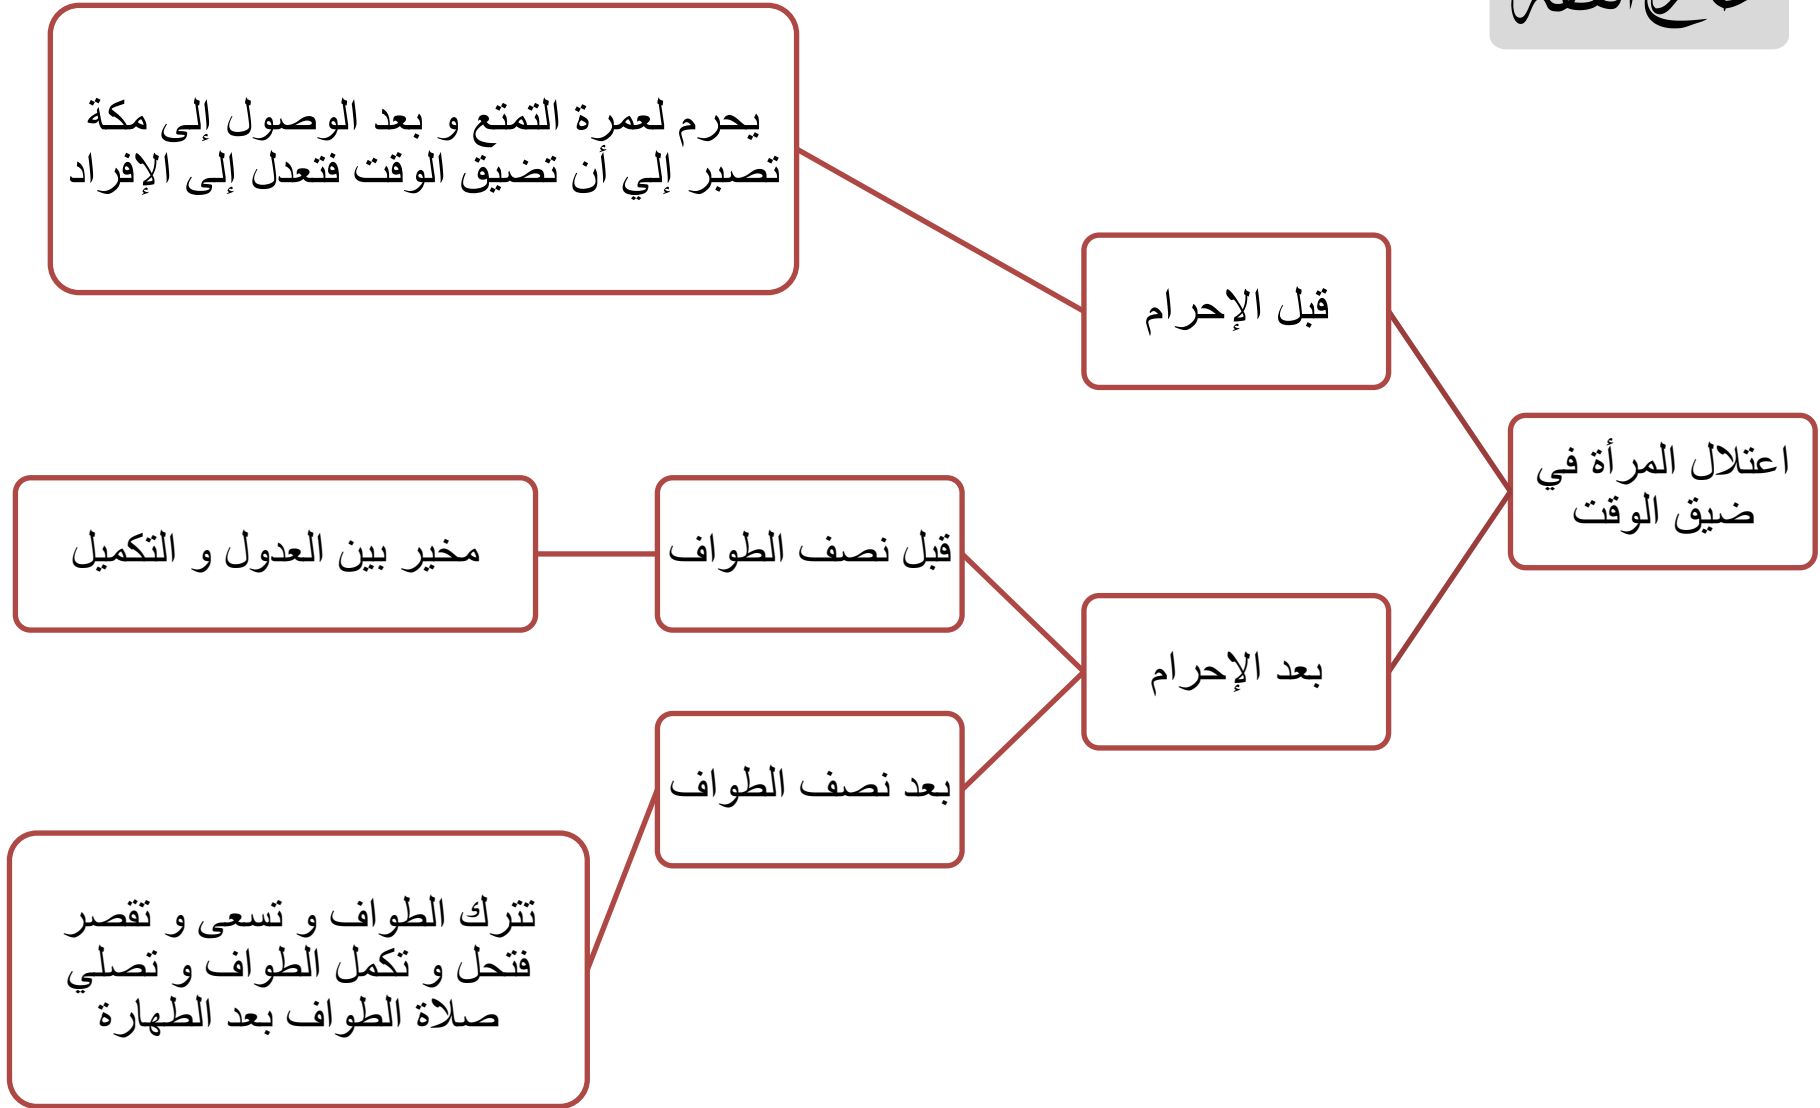 يحرم لعمرة التمتع و بعد الوصول إلى مكة
تصبر إلي أن تضيق الوقت فتعدل إلى الإفراد
قبل الإحرام
اعتلال المرأة في
ضيق الوقت
قبل نصف الطواف
مخير بين العدول و التكميل
بعد الإحرام
بعد نصف الطواف
تترك الطواف و تسعى و تقصر
فتحل و تكمل الطواف و تصلي
صلاة الطواف بعد الطهارة